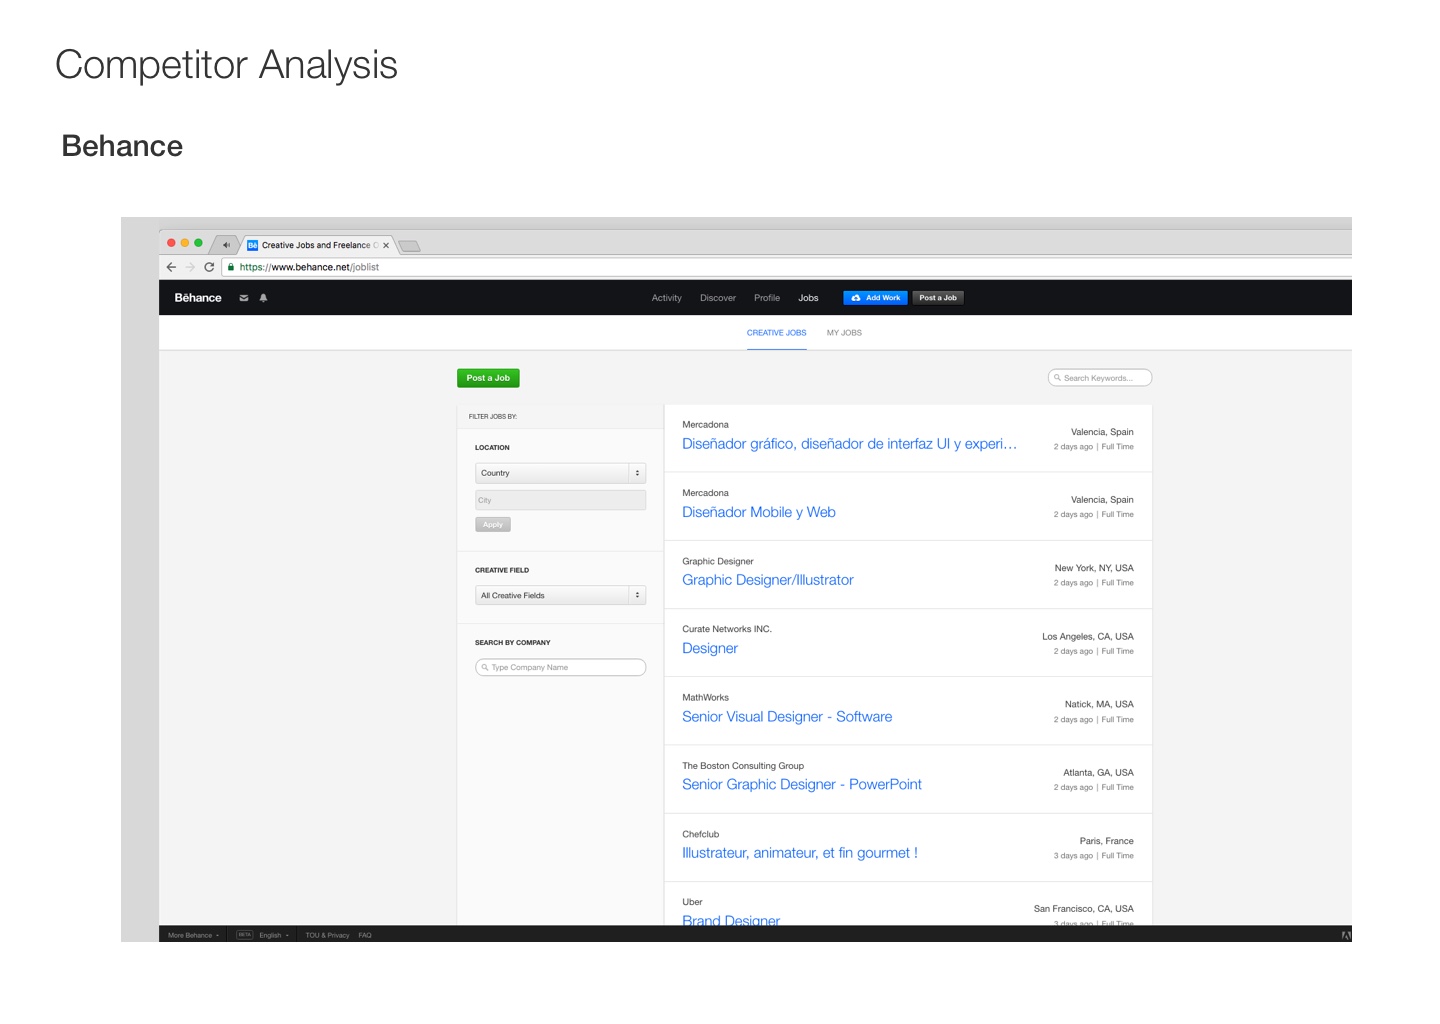 Competitor Analysis
Behance
Bē Creative Jobs and Freelance
https://www.behance.net/joblist
Bēhance Activity Discover Profile Jobs Add Work Post a Job
CREATIVE JOBS MY JOBS
Post a Job Search Keywords...
FILTER JOBS BY:
LOCATION
Country
City
Apply
CREATIVE FIELD
All Creative Fields
SEARCH BY COMPANY
Type Company Name
Mercadona
Diseñador gráfico, diseñador de interfaz UI y experi...
Valencia, Spain
2 days ago | Full Time
Mercadona
Diseñador Mobile y Web
Valencia, Spain
2 days ago | Full Time
Graphic Designer
Graphic Designer/Illustrator
New York, NY, USA
2 days ago | Full Time
Curate Networks INC.
Designer
Los Angeles, CA, USA
2 days ago | Full Time
MathWorks
Senior Visual Designer - Software
Natick, MA, USA
2 days ago | Full Time
The Boston Consulting Group
Senior Graphic Designer - PowerPoint
Atlanta, GA, USA
2 days ago | Full Time
Chefclub
Illustrateur, animateur, et fin gourmet !
Paris, France
3 days ago | Full Time
Uber
Brand Designer
San Francisco, CA, USA
3 days ago | Full Time
More Behance BETA English TOU & Privacy FAQ